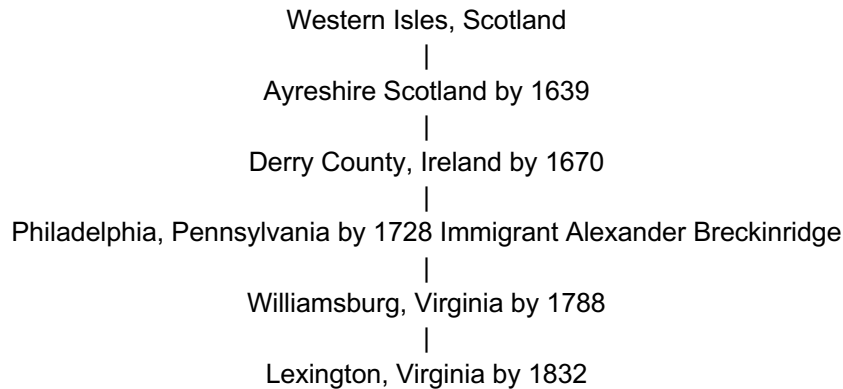 Western Isles, Scotland
|
Ayreshire Scotland by 1639
|
Derry County, Ireland by 1670
|
Philadelphia, Pennsylvania by 1728 Immigrant Alexander Breckinridge
|
Williamsburg, Virginia by 1788
|
Lexington, Virginia by 1832